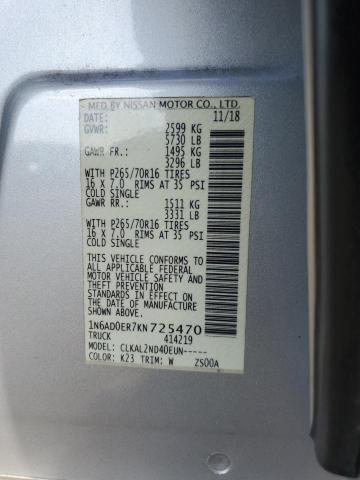 MFD BY NISSAN MOTOR CO., LTD.
DATE: 11/18
GVWR: 2599 KG
5730 LB
GAWR FR.: 1495 KG
3296 LB
WITH P265/70R16 TIRES
16 X 7.0 RIMS AT 35 PSI
COLD SINGLE
GAWR RR.: 1511 KG
3331 LB
WITH P265/70R16 TIRES
16 X 7.0 RIMS AT 35 PSI
COLD SINGLE
THIS VEHICLE CONFORMS TO
ALL APPLICABLE FEDERAL
MOTOR VEHICLE SAFETY AND
THEFT PREVENTION
STANDARDS IN EFFECT ON
THE DATE OF MANUFACTURE
SHOWN ABOVE
1N6AD0ER7KN725470
TRUCK 414219
MODEL: CLKAL2ND40EUN-----
COLOR: K23 TRIM: W ZS00A